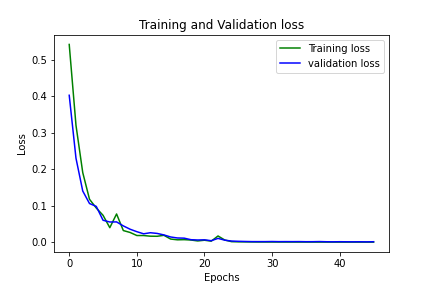 Training and Validation loss
Training loss
validation loss
Loss
0.5
0.4
0.3
0.2
0.1
0.0
0 10 20 30 40
Epochs